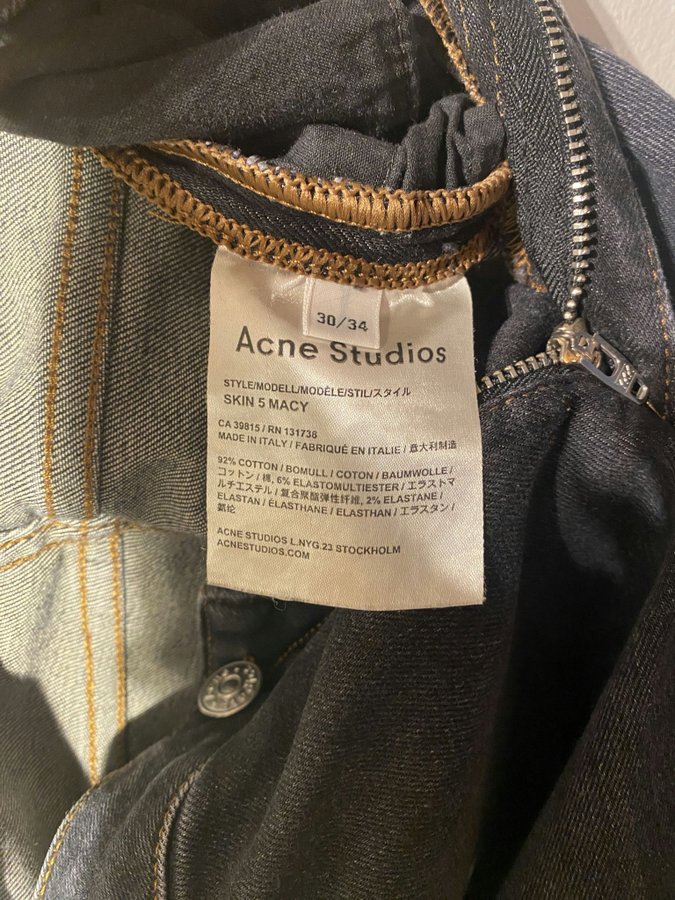 30/34
Acne Studios
STYLE/MODELL/MODÈLE/STIL/スタイル
SKIN 5 MACY
CA 39815 / RN 131738
MADE IN ITALY / FABRIQUÉ EN ITALIE / 意大利制造
92% COTTON / BOMULL / COTON / BAUMWOLLE /
コットン / 棉, 6% ELASTOMULTIESTER / エラストマ
ルチエステル / 复合聚酯弹性纤维, 2% ELASTANE /
ELASTAN / ÉLASTHANE / ELASTHAN / エラスタン /
氨纶
ACNE STUDIOS L.NYG.23 STOCKHOLM
ACNESTUDIOS.COM